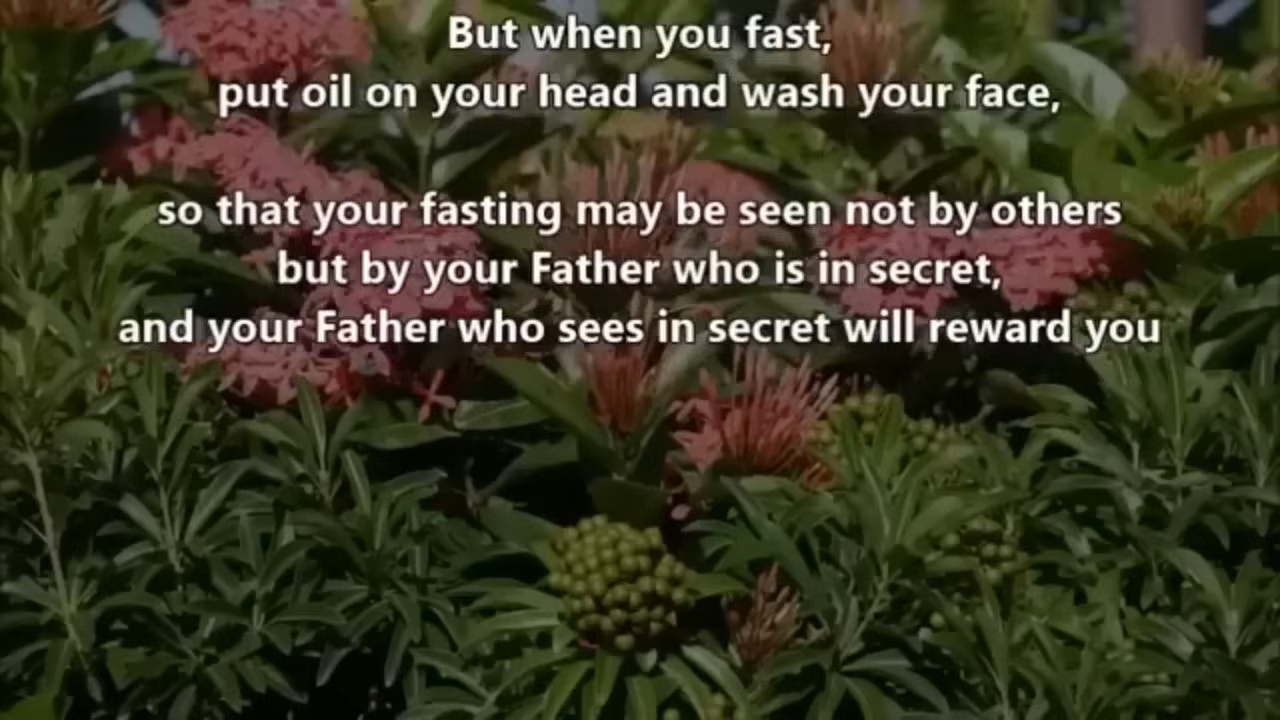 But when you fast,
put oil on your head and wash your face,
so that your fasting may be seen not by others
but by your Father who is in secret,
and your Father who sees in secret will reward you